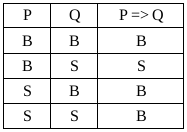 P Q P => Q
B B B
B S S
S B B
S S B